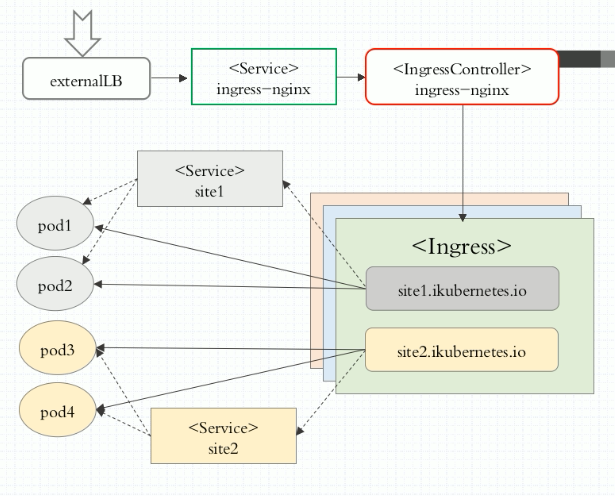 externalLB
<Service>
ingress-nginx
<IngressController>
ingress-nginx
<Service>
site1
pod1
pod2
pod3
pod4
<Ingress>
site1.ikubernetes.io
site2.ikubernetes.io
<Service>
site2